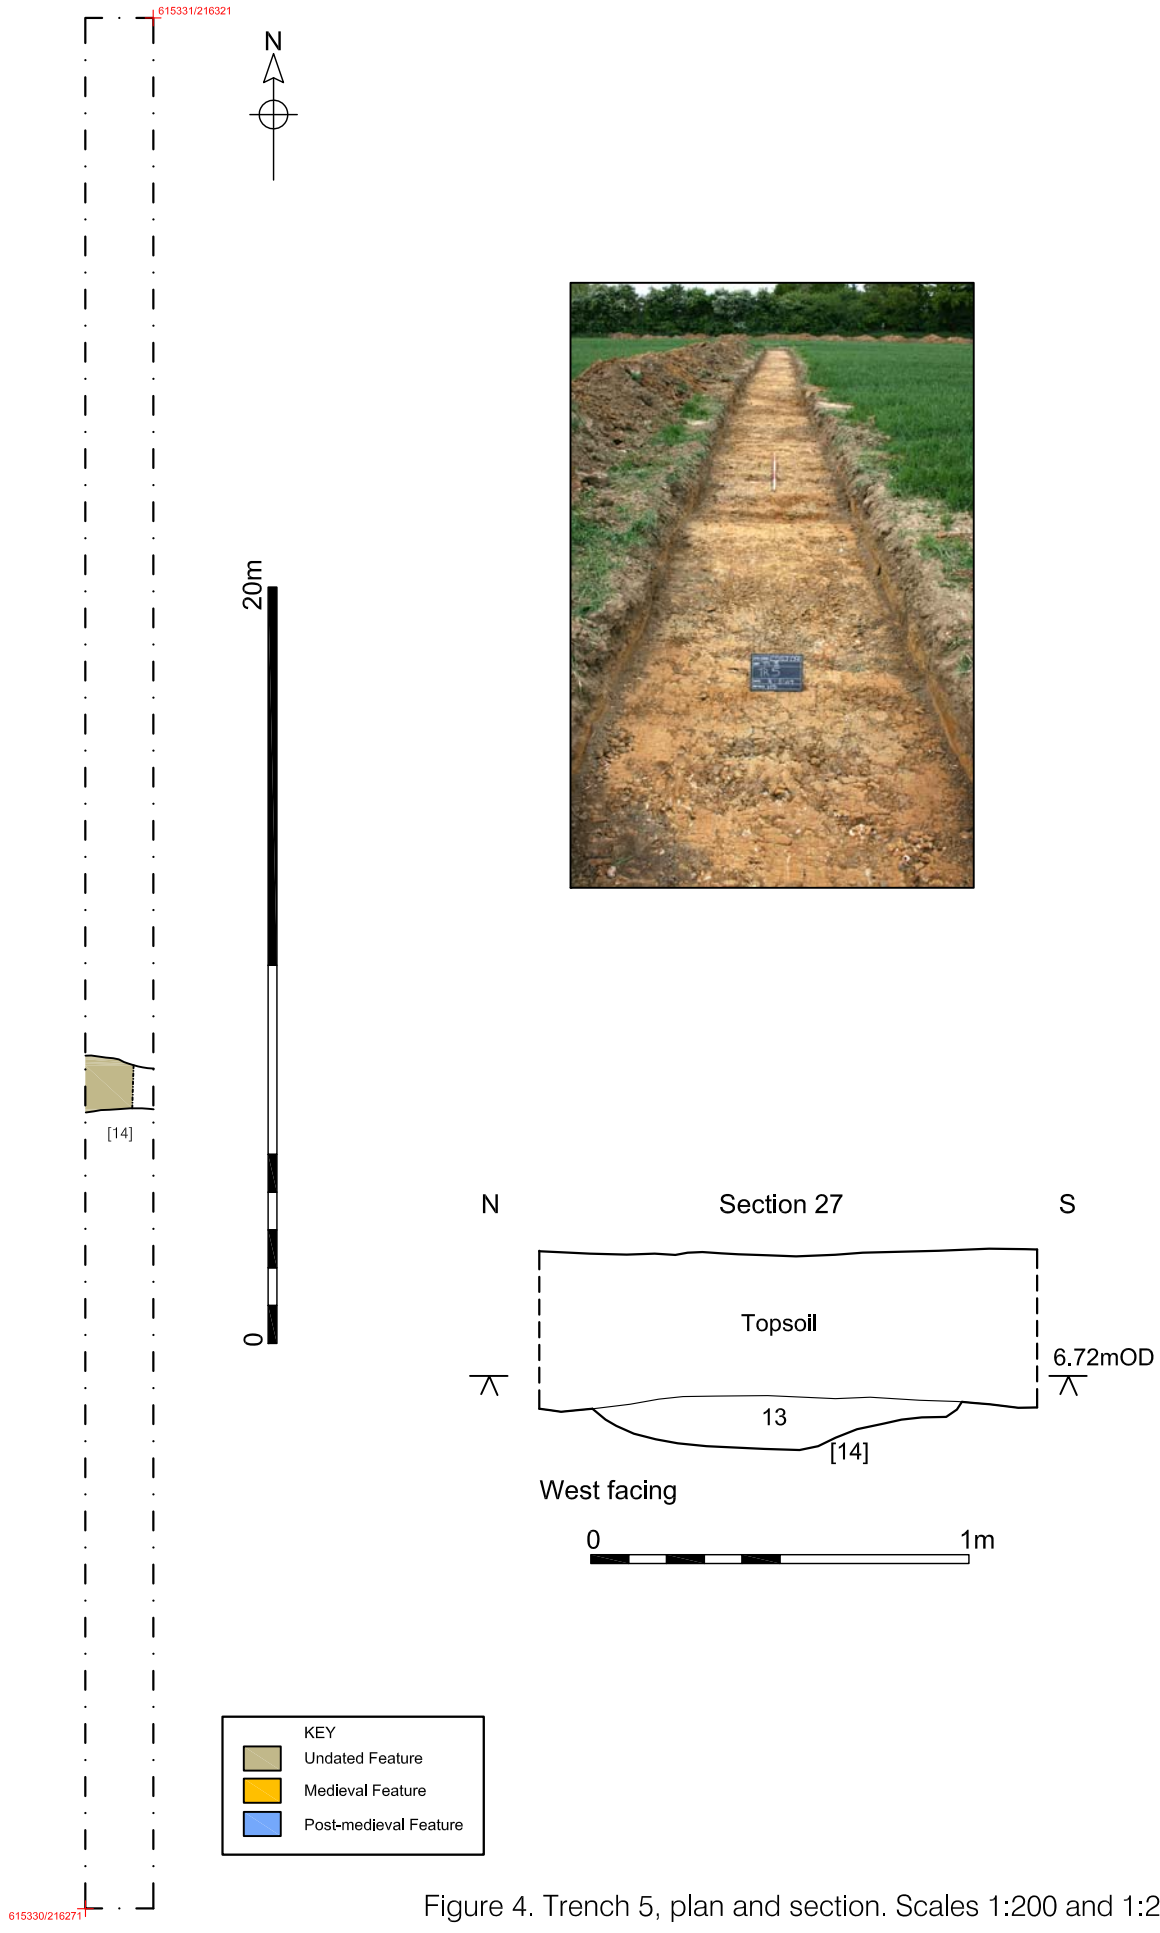 615331/216321
N
20m
0
TR 5
[14]
N Section 27 S
Topsoil
6.72mOD
13
[14]
West facing
0 1m
KEY
Undated Feature
Medieval Feature
Post-medieval Feature
615330/216271
Figure 4. Trench 5, plan and section. Scales 1:200 and 1:2